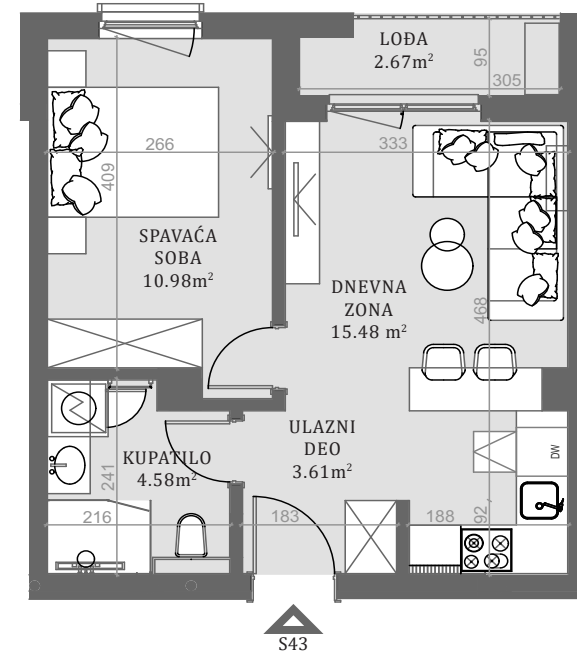 LOĐA
2.67m²
95
305
266
333
409
SPAVAĆA
SOBA
10.98m²
DNEVNA
ZONA
15.48 m²
468
ULAZNI
DEO
3.61m²
KUPATILO
4.58m²
241
DW
216
183
188
92
S43